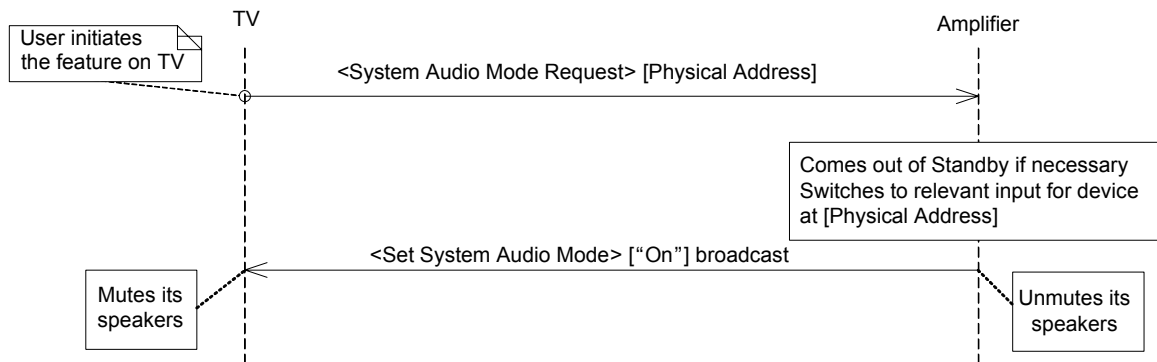 TV
Amplifier
User initiates
the feature on TV
<System Audio Mode Request> [Physical Address]
Comes out of Standby if necessary
Switches to relevant input for device
at [Physical Address]
<Set System Audio Mode> [“On”] broadcast
Mutes its
speakers
Unmutes its
speakers